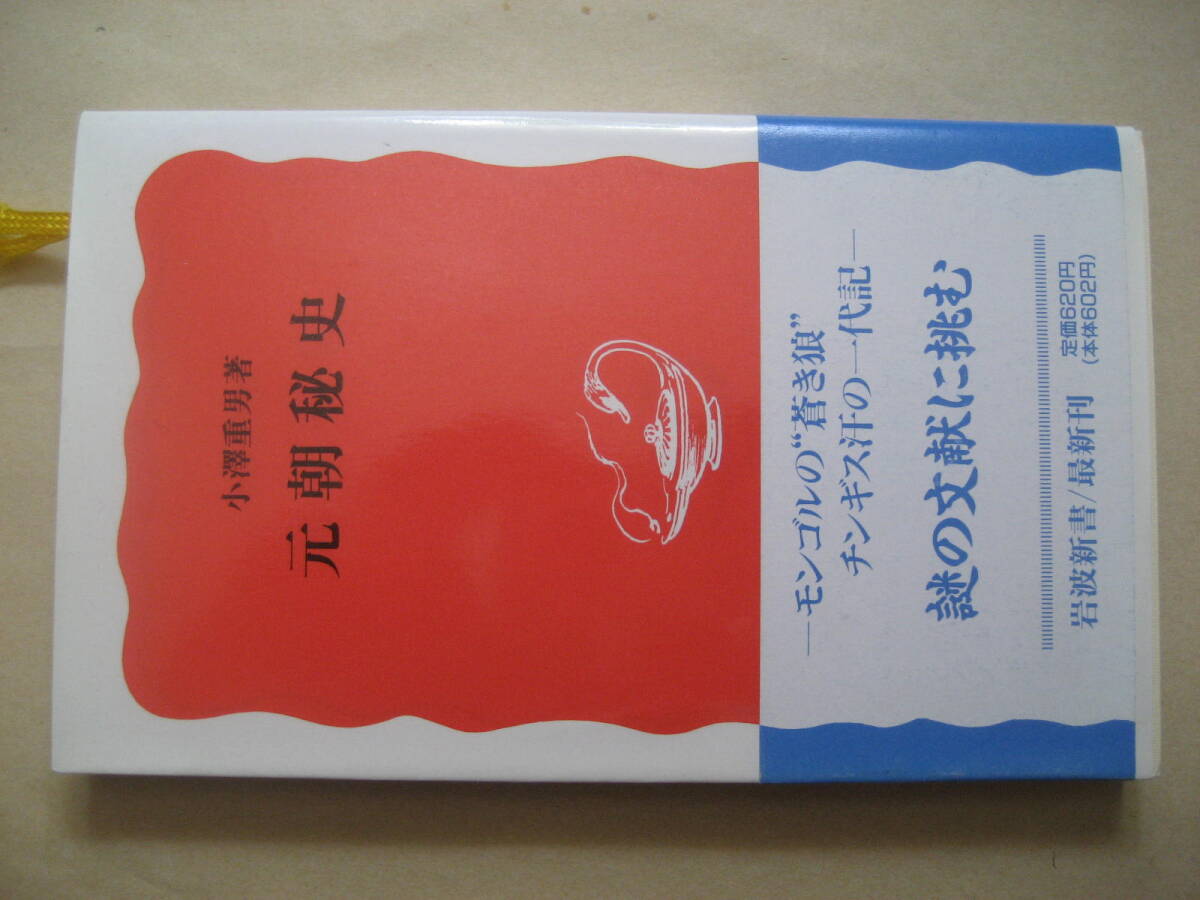 小澤重男著
元朝秘史
―モンゴルの“蒼き狼”
チンギス汗の一代記―
謎の文献に挑む
岩波新書/最新刊
定価620円
(本体602円)